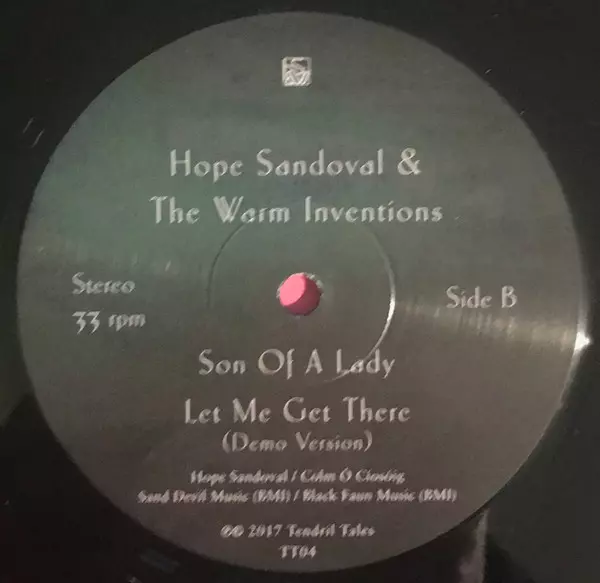 Hope Sandoval &
The Warm Inventions
Stereo
33 rpm
Side B
Son Of A Lady
Let Me Get There
(Demo Version)
Hope Sandoval / Colm Ó Cíosóig
Sand Devil Music (BMI) / Black Faun Music (BMI)
℗© 2017 Tendril Tales
TT04